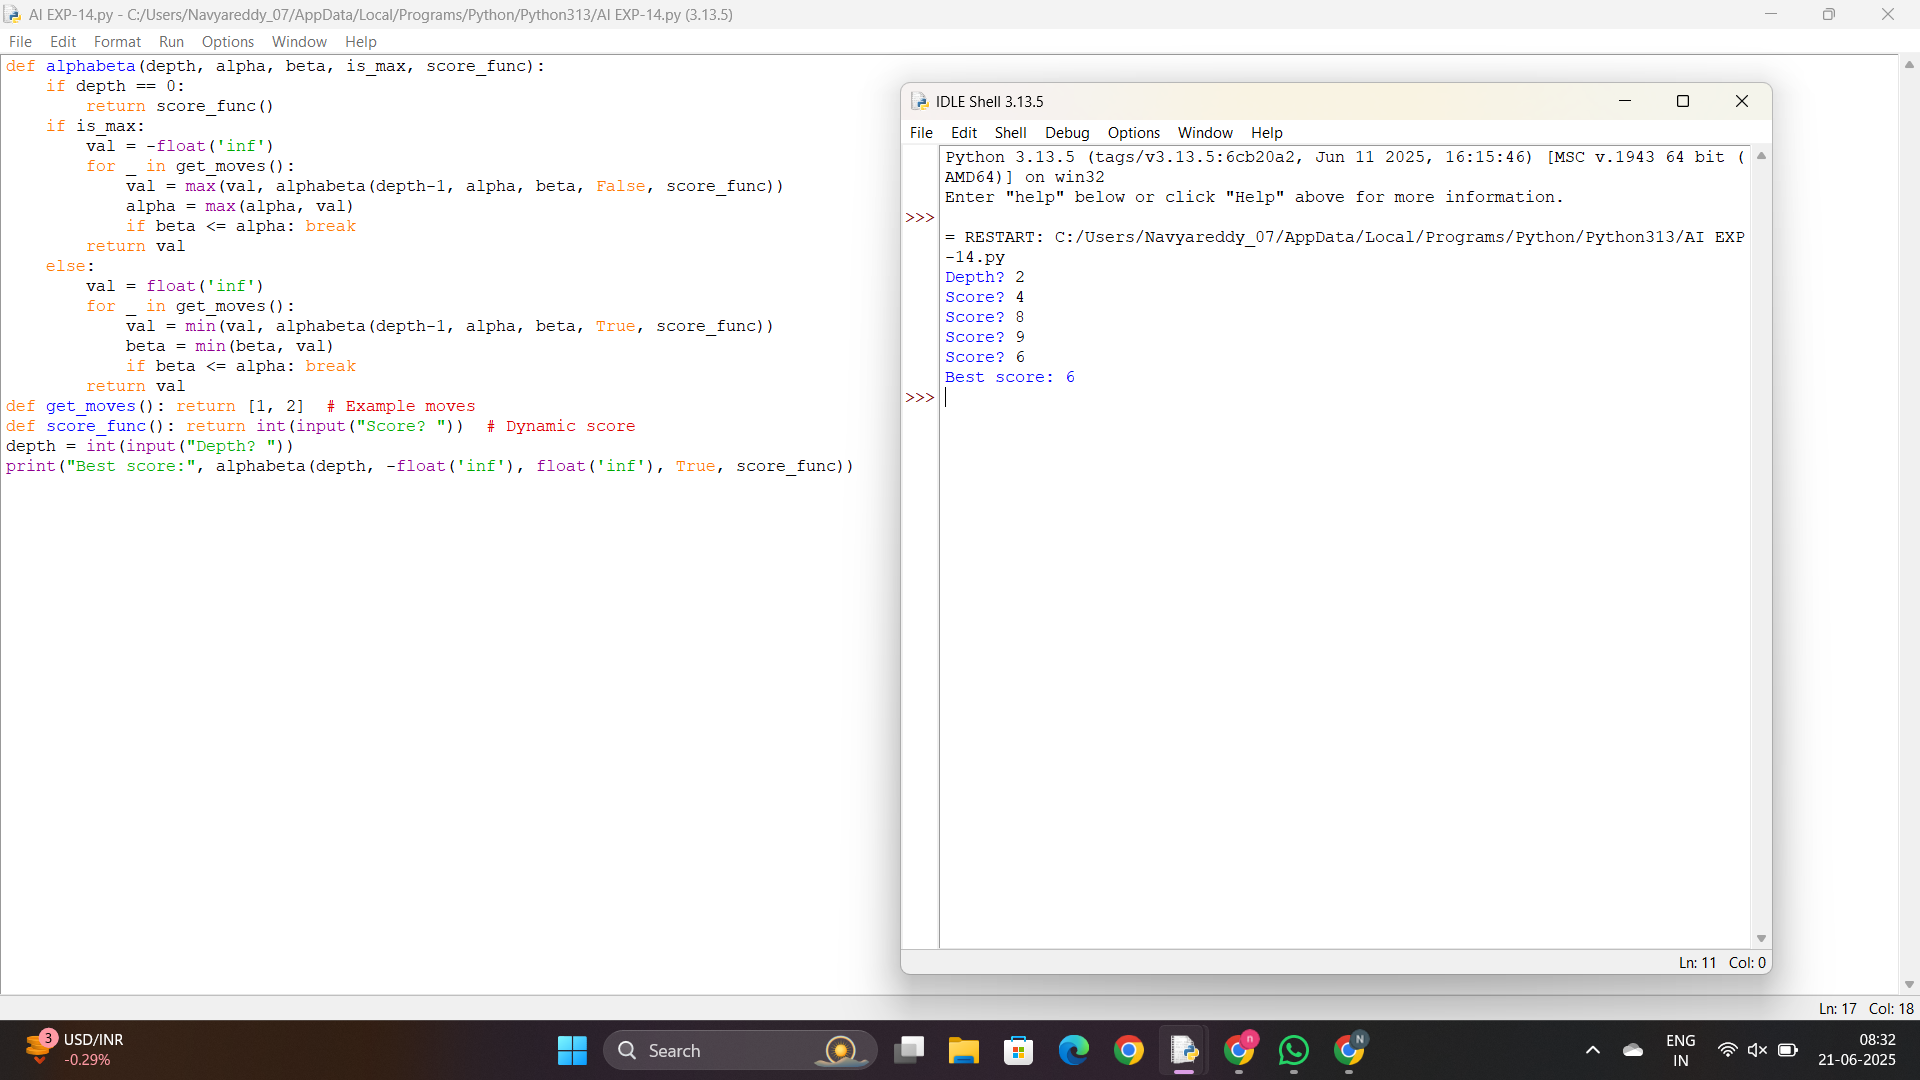 AI EXP-14.py - C:/Users/Navyareddy_07/AppData/Local/Programs/Python/Python313/AI EXP-14.py (3.13.5)
File Edit Format Run Options Window Help
def alphabeta(depth, alpha, beta, is_max, score_func):
    if depth == 0:
        return score_func()
    if is_max:
        val = -float('inf')
        for _ in get_moves():
            val = max(val, alphabeta(depth-1, alpha, beta, False, score_func))
            alpha = max(alpha, val)
            if beta <= alpha: break
        return val
    else:
        val = float('inf')
        for _ in get_moves():
            val = min(val, alphabeta(depth-1, alpha, beta, True, score_func))
            beta = min(beta, val)
            if beta <= alpha: break
        return val
def get_moves(): return [1, 2]  # Example moves
def score_func(): return int(input("Score? "))  # Dynamic score
depth = int(input("Depth? "))
print("Best score:", alphabeta(depth, -float('inf'), float('inf'), True, score_func))
IDLE Shell 3.13.5
File Edit Shell Debug Options Window Help
Python 3.13.5 (tags/v3.13.5:6cb20a2, Jun 11 2025, 16:15:46) [MSC v.1943 64 bit (
AMD64)] on win32
Enter "help" below or click "Help" above for more information.
>>>
= RESTART: C:/Users/Navyareddy_07/AppData/Local/Programs/Python/Python313/AI EXP
-14.py
Depth? 2
Score? 4
Score? 8
Score? 9
Score? 6
Best score: 6
>>>
Ln: 11 Col: 0
Ln: 17 Col: 18
3
USD/INR
-0.29%
Search
n
N
ENG
IN
08:32
21-06-2025